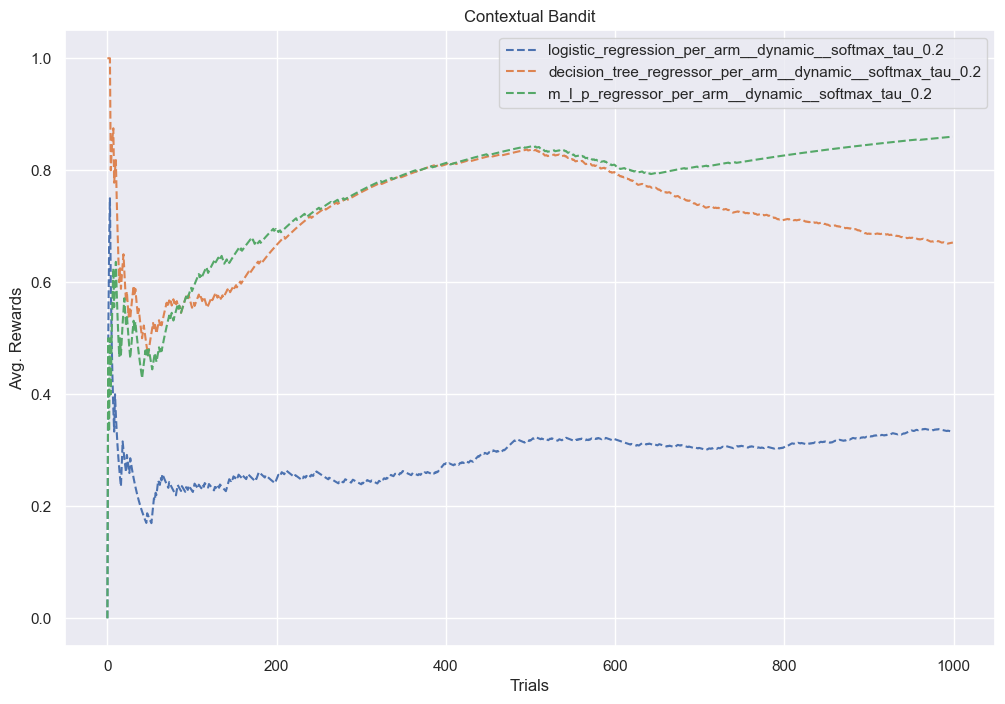 Contextual Bandit
logistic_regression_per_arm__dynamic__softmax_tau_0.2
decision_tree_regressor_per_arm__dynamic__softmax_tau_0.2
m_l_p_regressor_per_arm__dynamic__softmax_tau_0.2
Avg. Rewards
1.0
0.8
0.6
0.4
0.2
0.0
0 200 400 600 800 1000
Trials